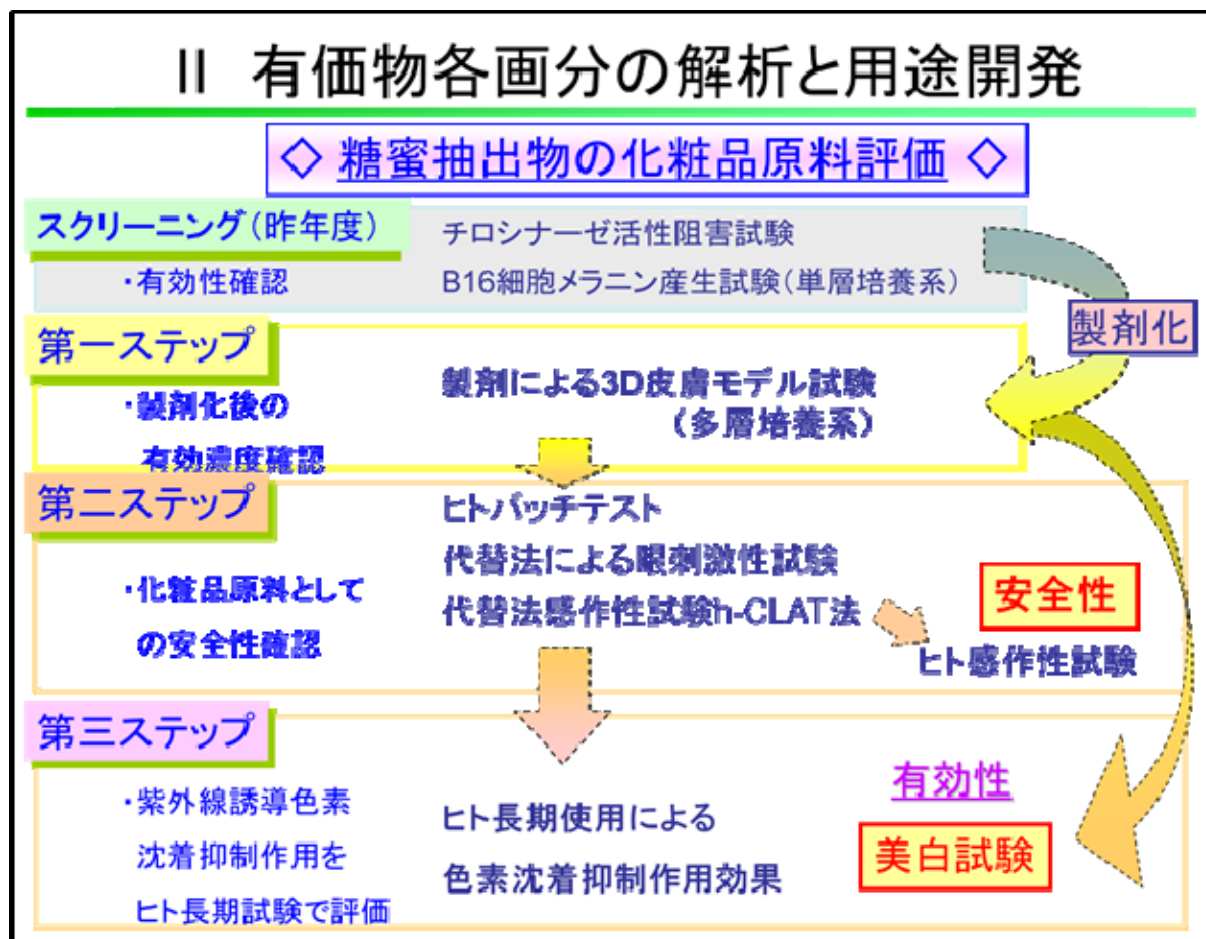 Ⅱ 有価物各画分の解析と用途開発
◇ 糖蜜抽出物の化粧品原料評価 ◇
スクリーニング(昨年度)
・有効性確認
チロシナーゼ活性阻害試験
B16細胞メラニン産生試験(単層培養系)
製剤化
第一ステップ
・製剤化後の
有効濃度確認
製剤による3D皮膚モデル試験
(多層培養系)
第二ステップ
・化粧品原料として
の安全性確認
ヒトパッチテスト
代替法による眼刺激性試験
代替法感作性試験h-CLAT法
安全性
ヒト感作性試験
第三ステップ
・紫外線誘導色素
沈着抑制作用を
ヒト長期試験で評価
ヒト長期使用による
色素沈着抑制作用効果
有効性
美白試験